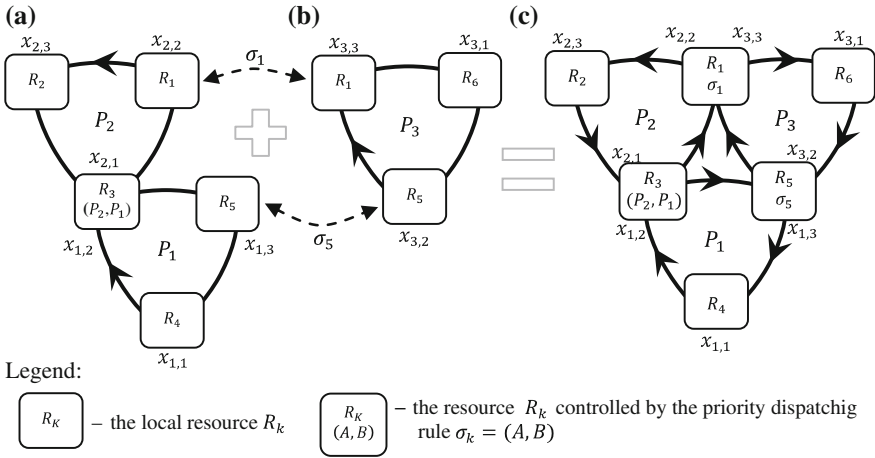 (a)
(b)
(c)
x2,3
x2,2
σ1
x3,3
x3,1
x2,3
x2,2
x3,3
x3,1
R2
R1
R1
R6
R2
R1
σ1
R6
P2
P3
P2
P3
x2,1
x2,1
x3,2
R3
(P2,P1)
R5
R5
R3
(P2,P1)
R5
σ5
x1,2
P1
x1,3
σ5
x3,2
x1,2
P1
x1,3
R4
R4
x1,1
x1,1
Legend:
RK
– the local resource Rk
RK
(A,B)
– the resource Rk controlled by the priority dispatchig
rule σk = (A,B)